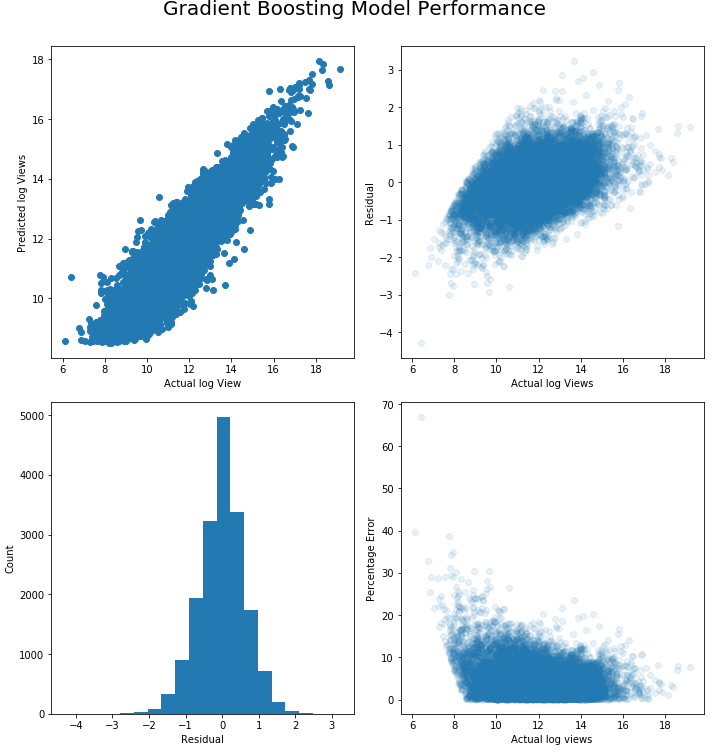 Gradient Boosting Model Performance
18
16
14
12
10
Predicted log Views
6 8 10 12 14 16 18
Actual log View
3
2
1
0
−1
−2
−3
−4
Residual
6 8 10 12 14 16 18
Actual log Views
5000
4000
3000
2000
1000
0
Count
−4 −3 −2 −1 0 1 2 3
Residual
70
60
50
40
30
20
10
0
Percentage Error
6 8 10 12 14 16 18
Actual log views